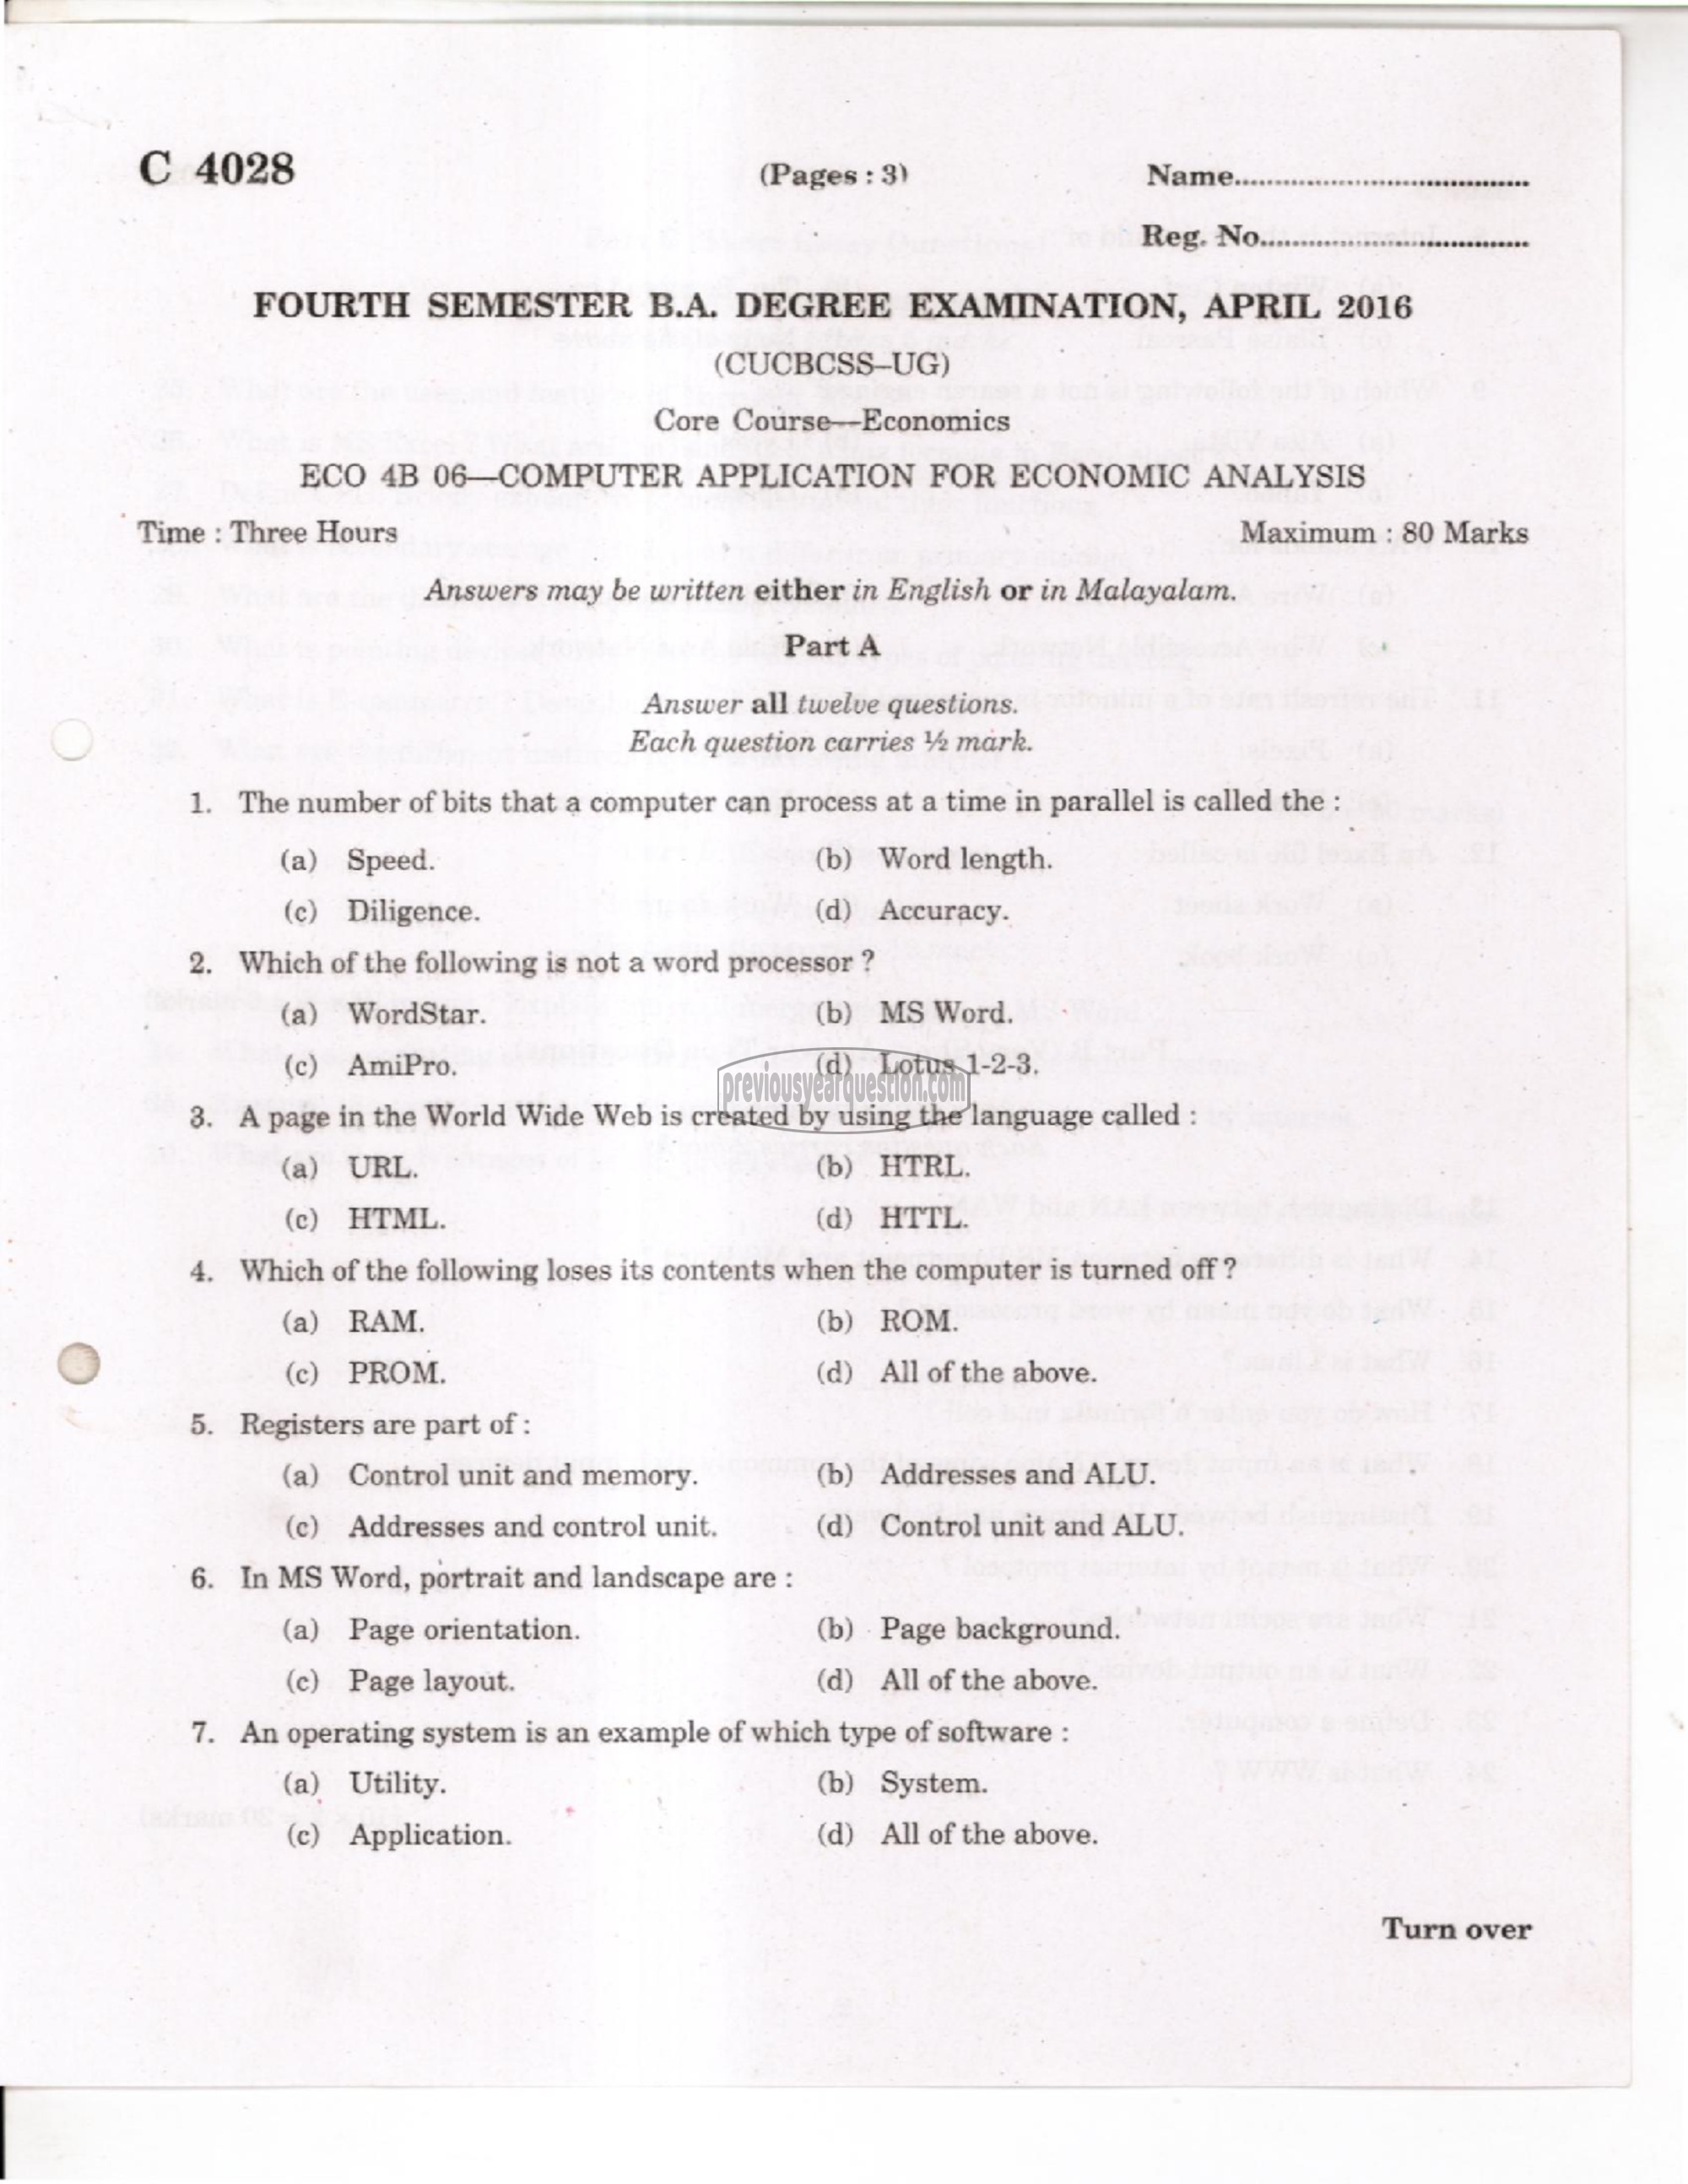 C 4028
(Pages : 3)
Name....................................
Reg. No.................................
FOURTH SEMESTER B.A. DEGREE EXAMINATION, APRIL 2016
(CUCBCSS–UG)
Core Course—Economics
ECO 4B 06—COMPUTER APPLICATION FOR ECONOMIC ANALYSIS
Time : Three Hours Maximum : 80 Marks
Answers may be written either in English or in Malayalam.
Part A
Answer all twelve questions.
Each question carries ½ mark.
1. The number of bits that a computer can process at a time in parallel is called the :
(a) Speed. (b) Word length.
(c) Diligence. (d) Accuracy.
2. Which of the following is not a word processor ?
(a) WordStar. (b) MS Word.
(c) AmiPro. (d) Lotus 1-2-3.
previousyearquestion.com
3. A page in the World Wide Web is created by using the language called :
(a) URL. (b) HTRL.
(c) HTML. (d) HTTL.
4. Which of the following loses its contents when the computer is turned off ?
(a) RAM. (b) ROM.
(c) PROM. (d) All of the above.
5. Registers are part of :
(a) Control unit and memory. (b) Addresses and ALU.
(c) Addresses and control unit. (d) Control unit and ALU.
6. In MS Word, portrait and landscape are :
(a) Page orientation. (b) Page background.
(c) Page layout. (d) All of the above.
7. An operating system is an example of which type of software :
(a) Utility. (b) System.
(c) Application. (d) All of the above.
Turn over